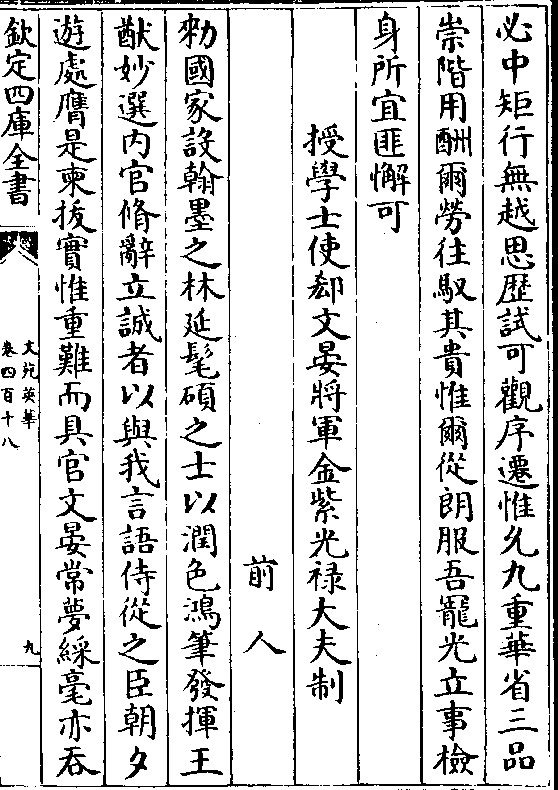 必中矩行無越思歴試可觀序遷惟允九重華省三品
崇階用酬爾勞往馭其貴惟爾從朗服吾寵光立事檢
身所宜匪懈可
授學士使郄文晏將軍金紫光禄大夫制
前人
勑國家設翰墨之林延髦碩之士以潤色鴻筆發揮王
猷妙選内官脩辭立誠者以與我言語侍從之臣朝夕
遊處膺是柬拔實惟重難而具官文晏常夢綵毫亦吞
欽定四庫全書
文苑英華
卷四百十八
九